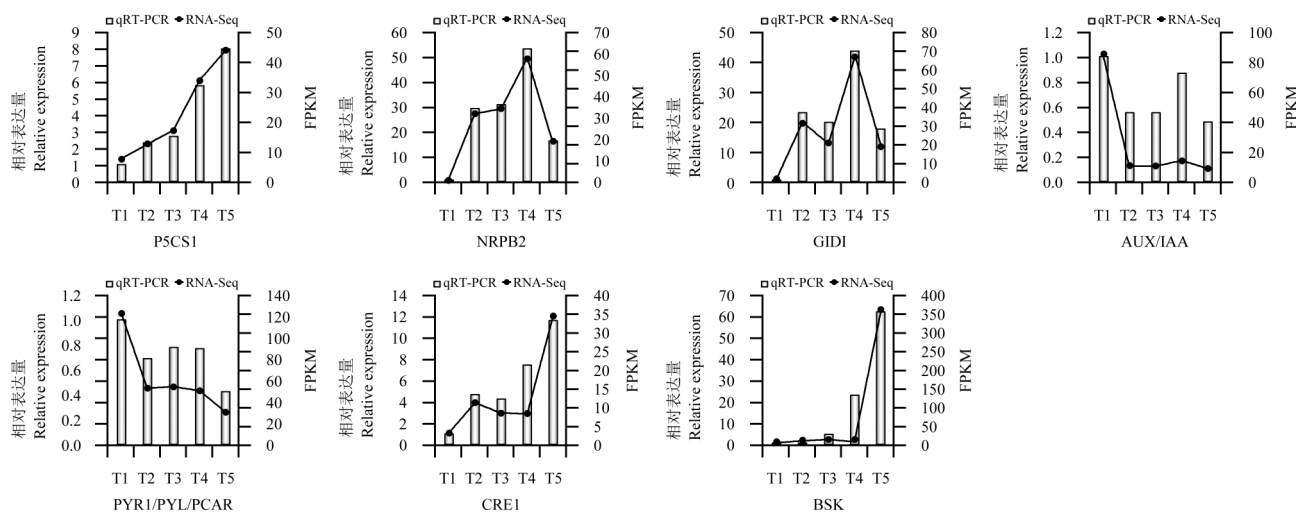 qRT-PCR RNA-Seq
9
8
7
6
5
4
3
2
1
0
50
40
30
20
10
0
相对表达量
Relative expression
FPKM
T1 T2 T3 T4 T5
P5CS1
qRT-PCR RNA-Seq
60
50
40
30
20
10
0
70
60
50
40
30
20
10
0
相对表达量
Relative expression
FPKM
T1 T2 T3 T4 T5
NRPB2
qRT-PCR RNA-Seq
50
40
30
20
10
0
80
70
60
50
40
30
20
10
0
相对表达量
Relative expression
FPKM
T1 T2 T3 T4 T5
GIDI
qRT-PCR RNA-Seq
1.2
1.0
0.8
0.6
0.4
0.2
0.0
100
80
60
40
20
0
相对表达量
Relative expression
FPKM
T1 T2 T3 T4 T5
AUX/IAA
qRT-PCR RNA-Seq
1.2
1.0
0.8
0.6
0.4
0.2
0.0
140
120
100
80
60
40
20
0
相对表达量
Relative expression
FPKM
T1 T2 T3 T4 T5
PYR1/PYL/PCAR
qRT-PCR RNA-Seq
14
12
10
8
6
4
2
0
40
35
30
25
20
15
10
5
0
相对表达量
Relative expression
FPKM
T1 T2 T3 T4 T5
CRE1
qRT-PCR RNA-Seq
70
60
50
40
30
20
10
0
400
350
300
250
200
150
100
50
0
相对表达量
Relative expression
FPKM
T1 T2 T3 T4 T5
BSK